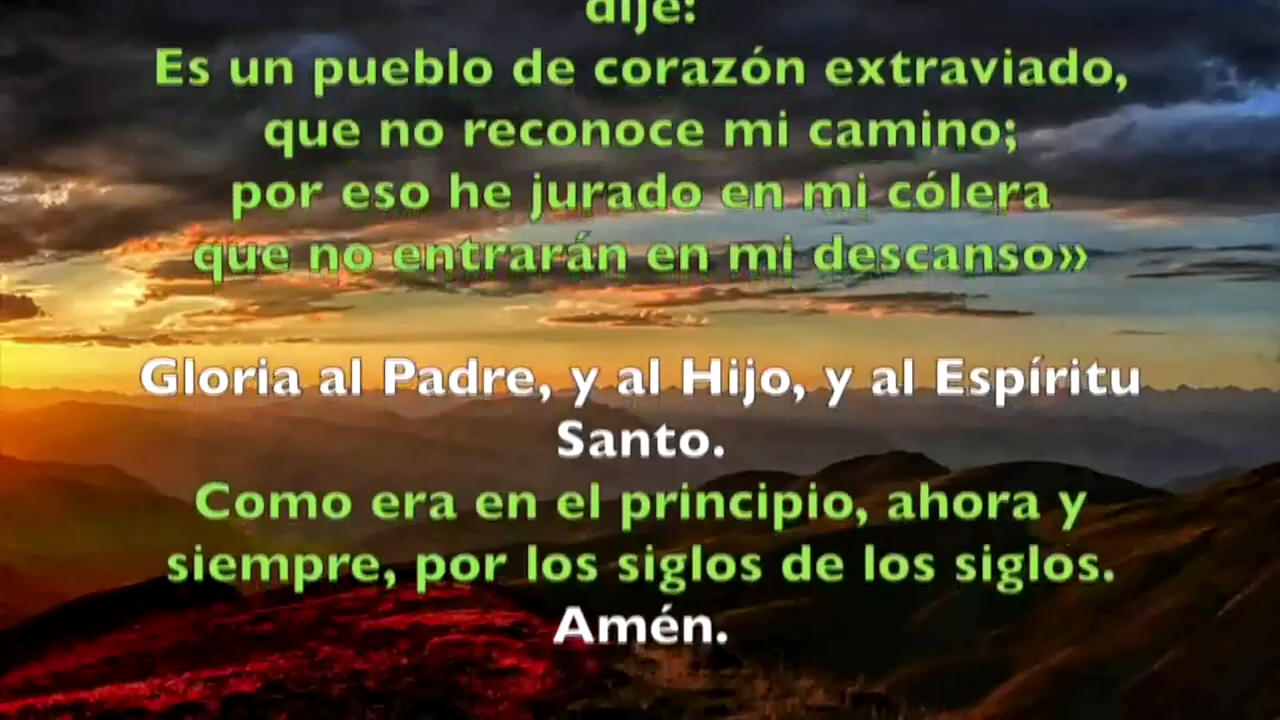 dije:
Es un pueblo de corazón extraviado,
que no reconoce mi camino;
por eso he jurado en mi cólera
que no entrarán en mi descanso»
Gloria al Padre, y al Hijo, y al Espíritu
Santo.
Como era en el principio, ahora y
siempre, por los siglos de los siglos.
Amén.